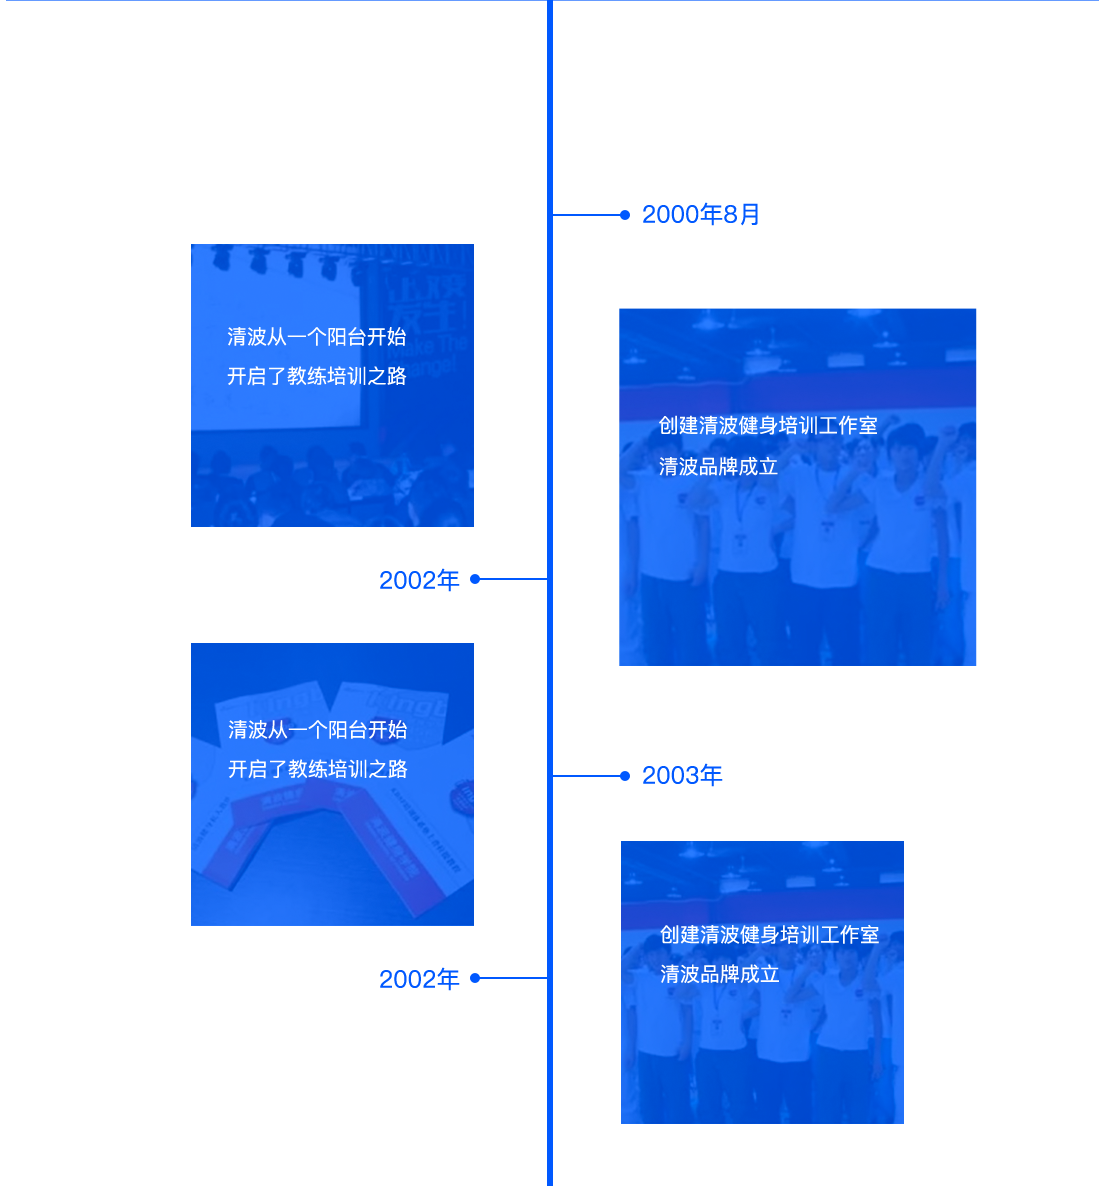 2000年8月
清波从一个阳台开始
开启了教练培训之路
创建清波健身培训工作室
清波品牌成立
2002年
清波从一个阳台开始
开启了教练培训之路
2003年
创建清波健身培训工作室
清波品牌成立
2002年